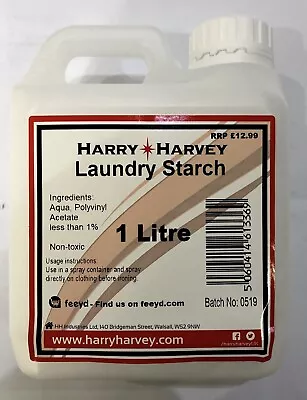 RRP £12.99
HARRY HARVEY
Laundry Starch
Ingredients:
Aqua, Polyvinyl
Acetate
less than 1%
Non-toxic
1 Litre
Usage instructions:
Use in a spray container and spray
directly on clothing before ironing.
feeyd - Find us on feeyd.com
Batch No: 0519
HH Industries Ltd, 140 Bridgeman Street, Walsall, WS2 9NW
www.harryharvey.com